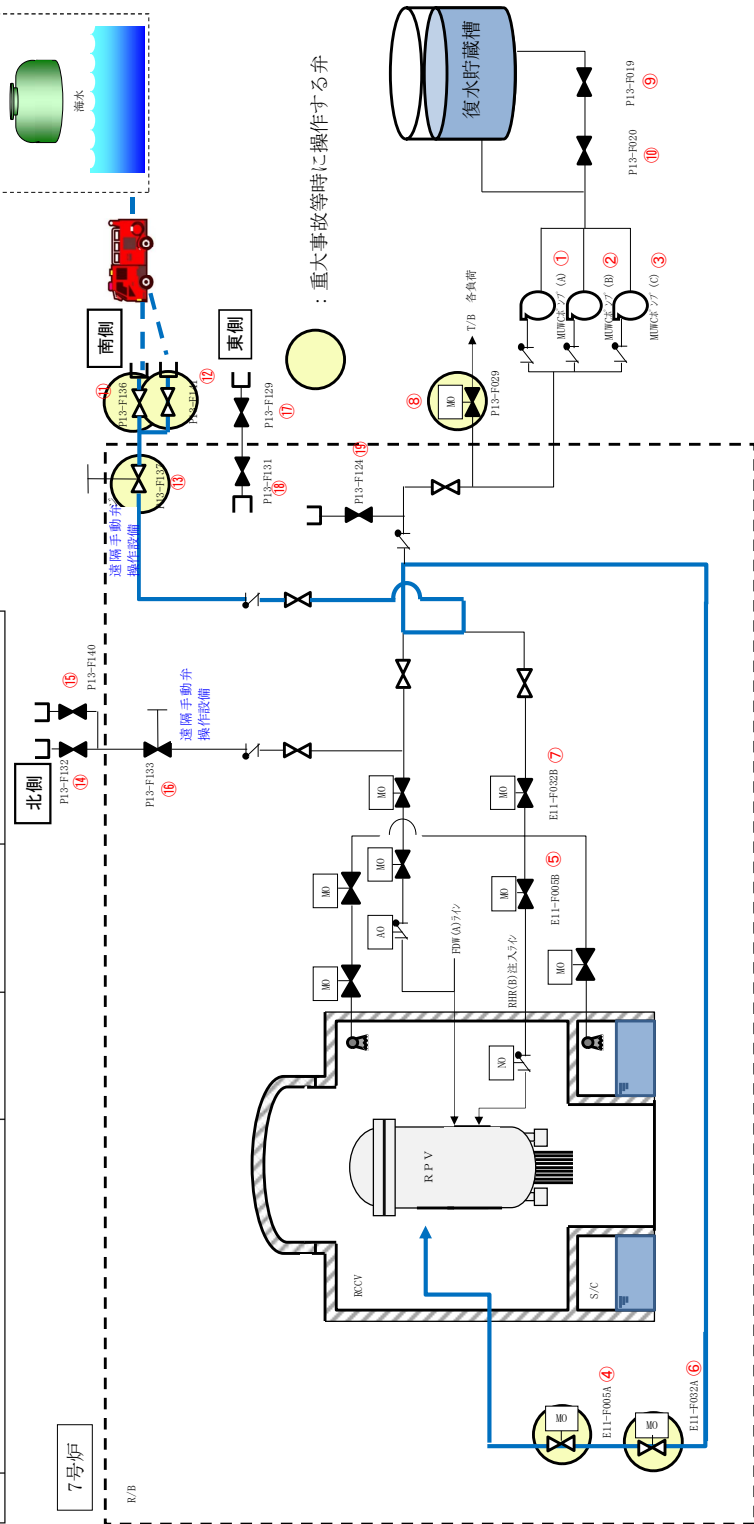 7号炉
R/B
北側
⑭
P13-F132
⑮
P13-F140
P13-F133
⑯
遠隔手動弁
操作設備
遠隔手動弁
操作設備
南側
⑪
P13-F136
⑫
P13-F141
P13-F137
⑬
東側
P13-F129
⑰
P13-F131
⑱
海水
：重大事故等時に操作する弁
復水貯蔵槽
P13-F019
⑨
P13-F020
⑩
MUWCポンプ (A)
①
MUWCポンプ (B)
②
MUWCポンプ (C)
③
T/B 各負荷
⑧
MO
P13-F029
P13-F124
⑲
MO
MO
MO
MO
AO
FDW(A)ライン
MO
E11-F032B
⑦
MO
E11-F005B
⑤
RHR(B)注入ライン
NO
MO
RPV
RCCV
S/C
MO
E11-F005A
④
MO
E11-F032A
⑥